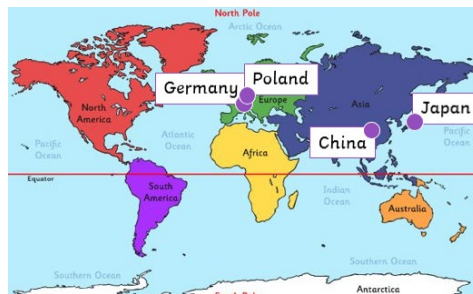 North Pole
Arctic Ocean
Germany
Poland
Europe
North
America
Asia
Japan
China
Pacific
Ocean
Atlantic
Ocean
Pacific
Ocean
Africa
Equator
South
America
Indian
Ocean
Australia
Southern Ocean
Southern Ocean
Antarctica